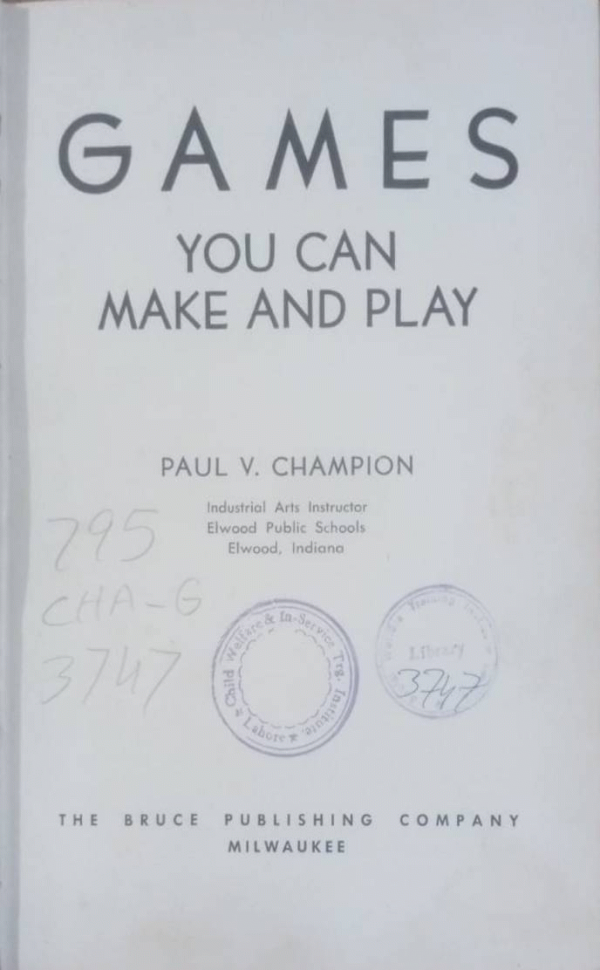 GAMES
YOU CAN
MAKE AND PLAY
PAUL V. CHAMPION
Industrial Arts Instructor
Elwood Public Schools
Elwood, Indiana
795
CHA-G
3747
Child Welfare & In-Service Trg. Institute.
* Lahore *
Training
Library
3747
THE BRUCE PUBLISHING COMPANY
MILWAUKEE